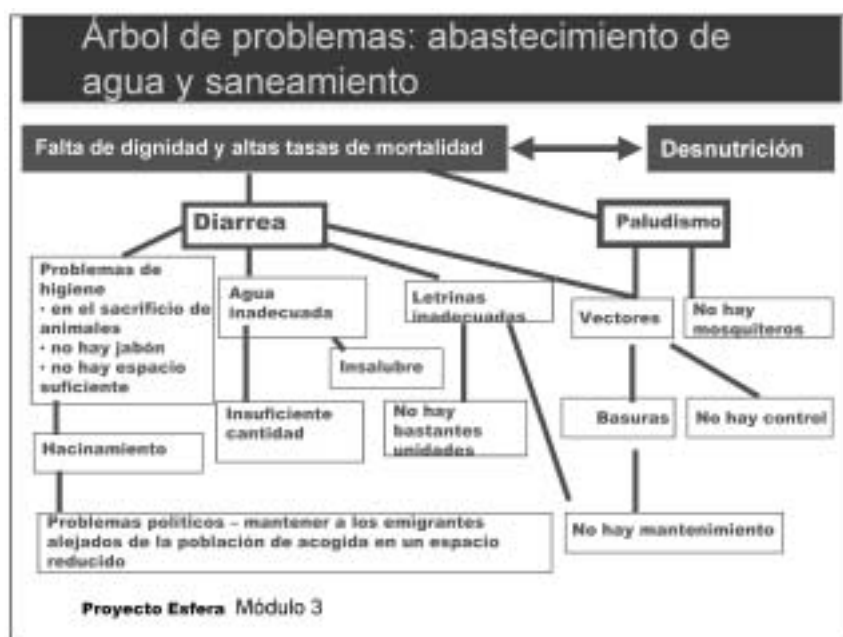 Árbol de problemas: abastecimiento de
agua y saneamiento
Falta de dignidad y altas tasas de mortalidad
Desnutrición
Diarrea
Paludismo
Problemas de
higiene
• en el sacrificio de
animales
• no hay jabón
• no hay espacio
suficiente
Agua
inadecuada
Letrinas
inadecuadas
Vectores
No hay
mosquiteros
Insalubre
Insuficiente
cantidad
No hay
bastantes
unidades
Basuras
No hay control
Hacinamiento
Problemas políticos – mantener a los emigrantes
alejados de la población de acogida en un espacio
reducido
No hay mantenimiento
Proyecto Esfera Módulo 3